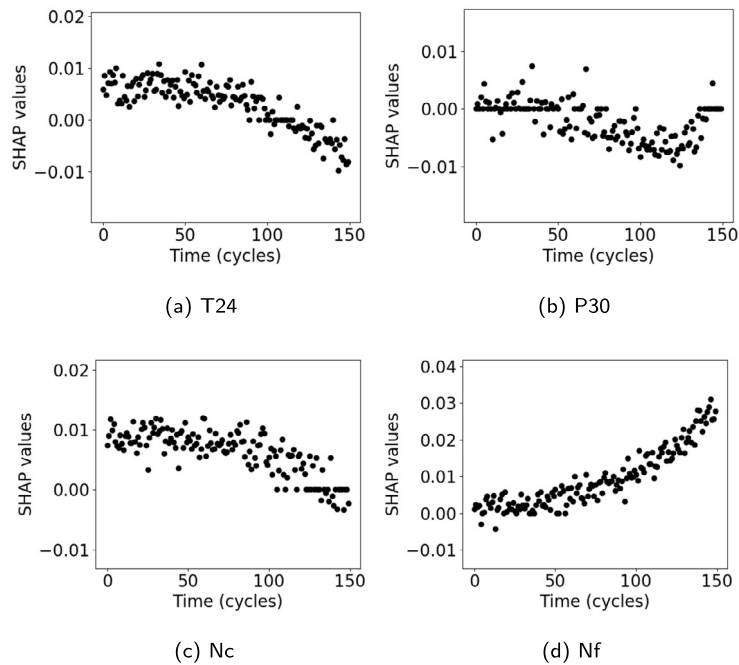 0.02
0.01
0.00
−0.01
SHAP values
0 50 100 150
Time (cycles)
(a) T24
0.01
0.00
−0.01
SHAP values
0 50 100 150
Time (cycles)
(b) P30
0.02
0.01
0.00
−0.01
SHAP values
0 50 100 150
Time (cycles)
(c) Nc
0.04
0.03
0.02
0.01
0.00
−0.01
SHAP values
0 50 100 150
Time (cycles)
(d) Nf